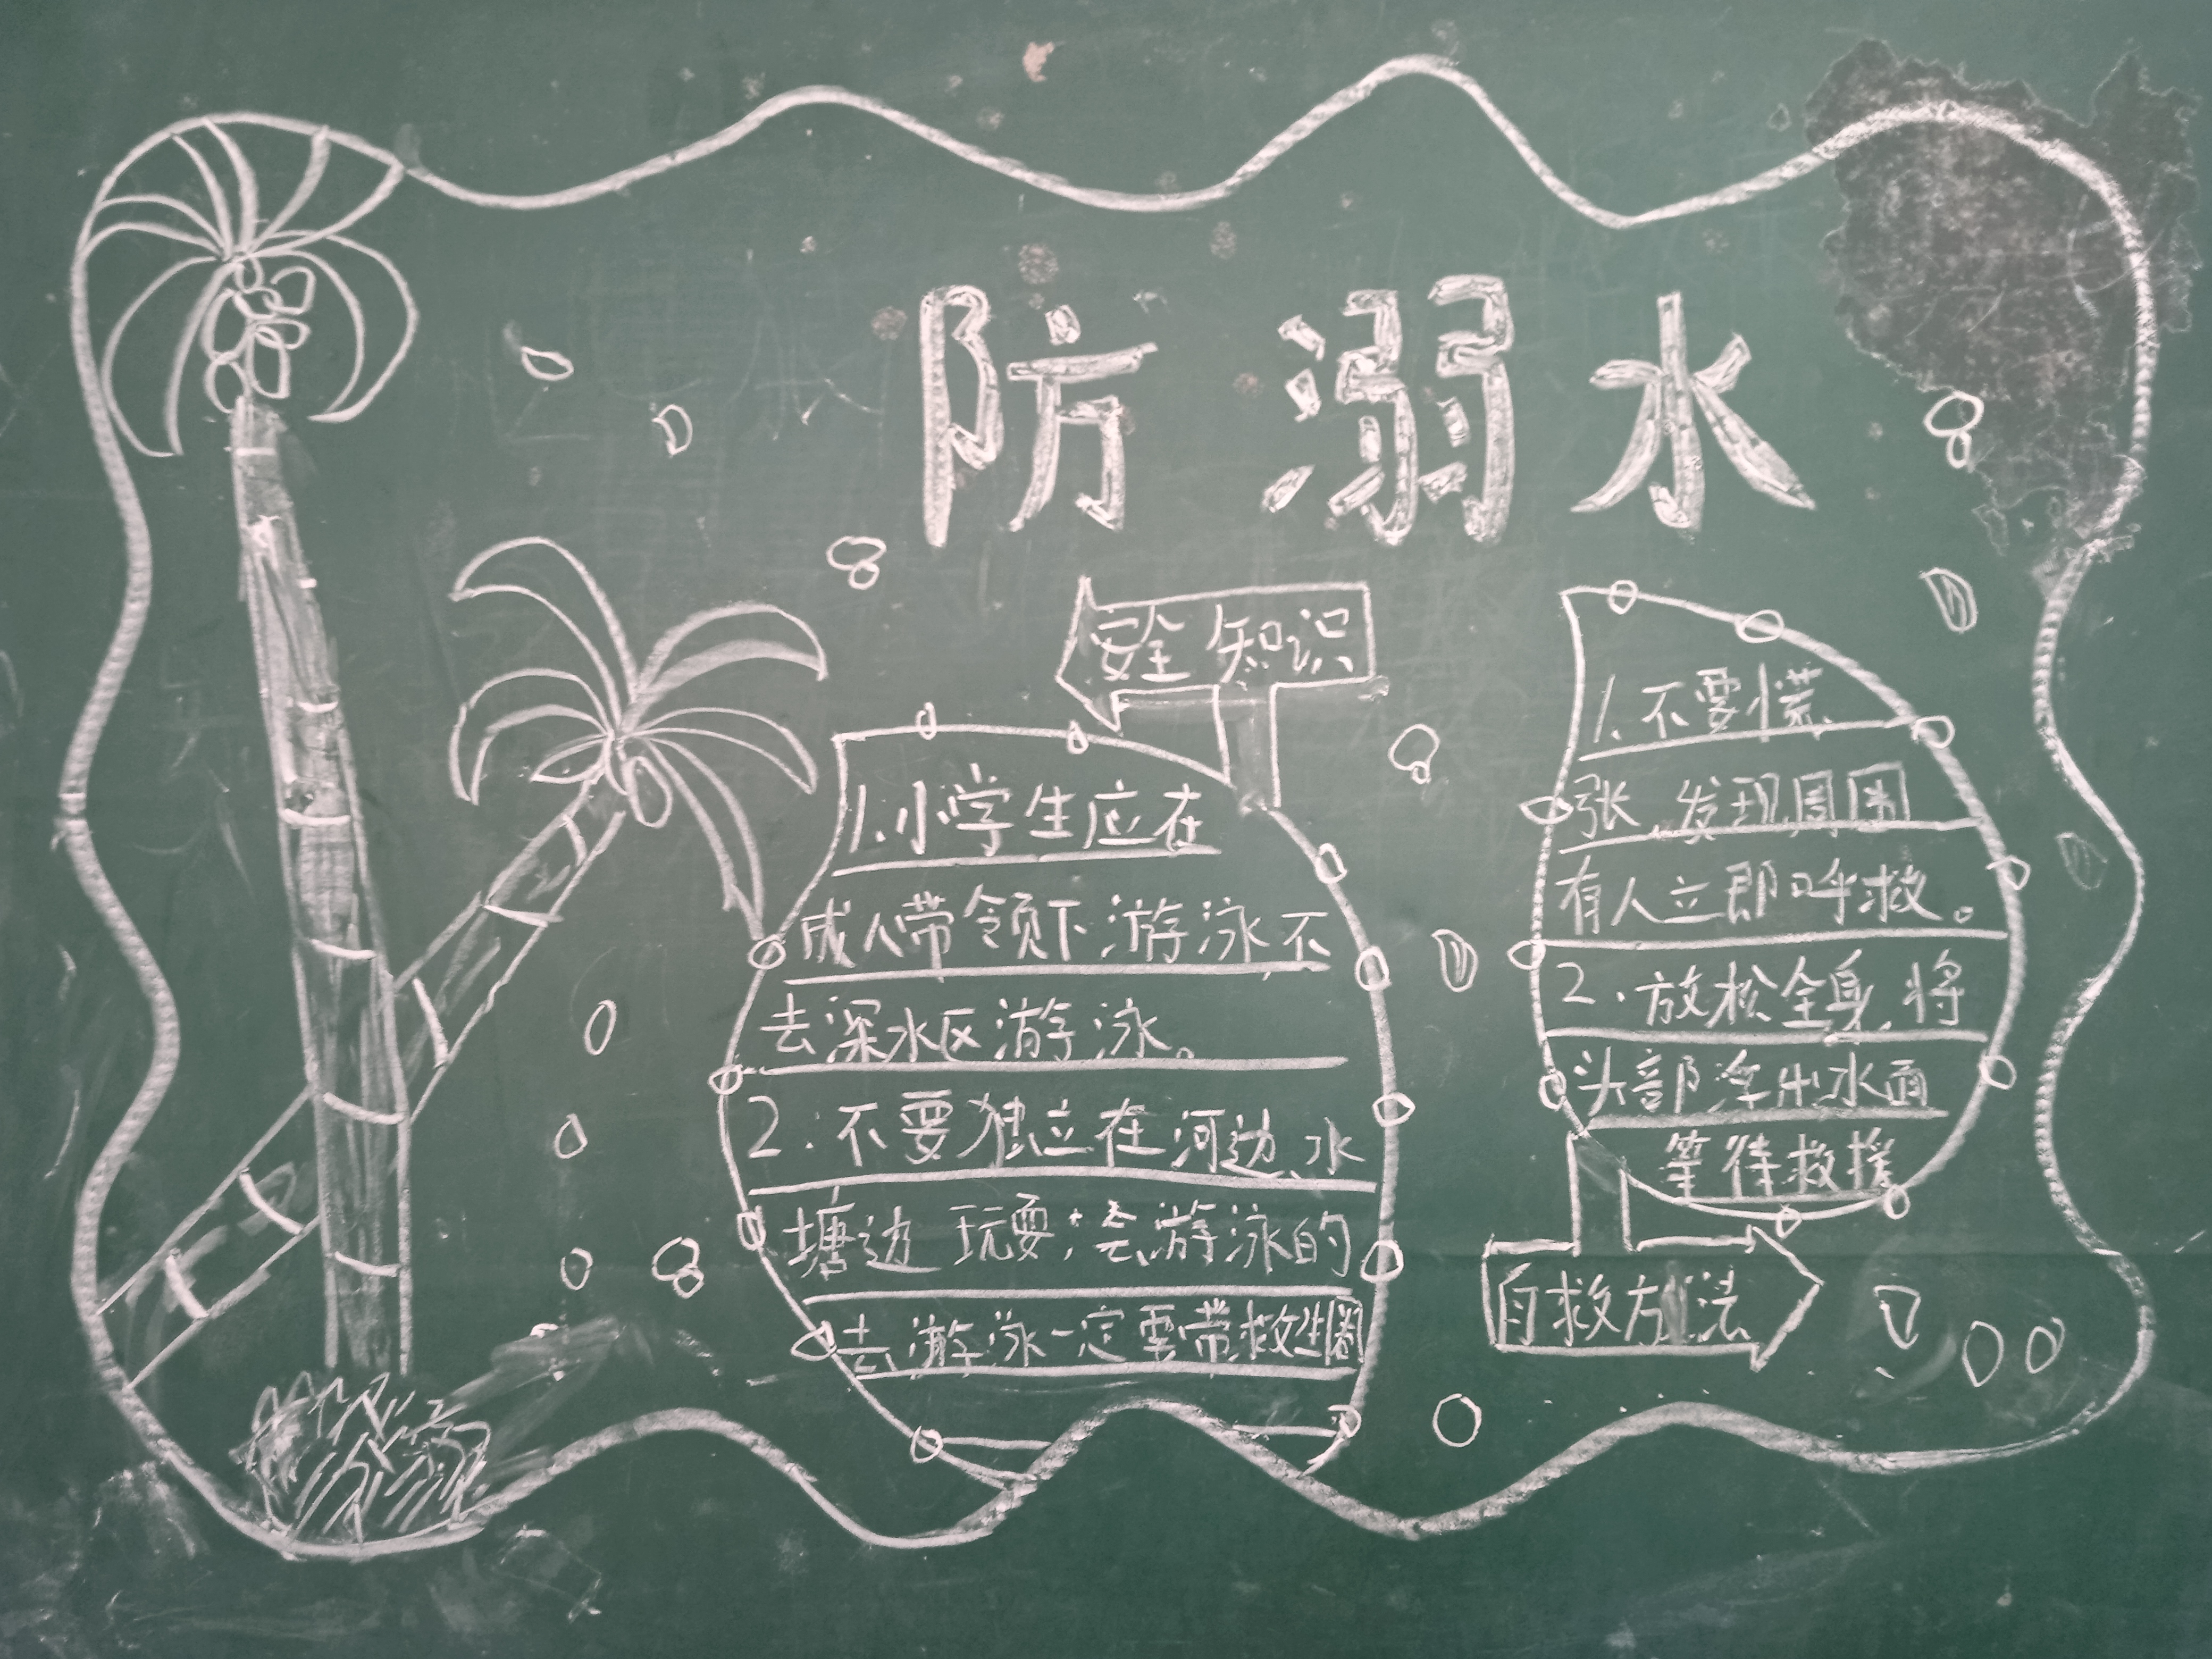 防溺水
安全知识
1.小学生应在
成人带领下游泳,不
去深水区游泳。
2.不要独立在河边、水
塘边玩耍,会游泳的
去游泳一定要带救生圈
1.不要慌
张,发现周围
有人立即呼救。
2.放松全身,将
头部浮出水面
等待救援
自救方法